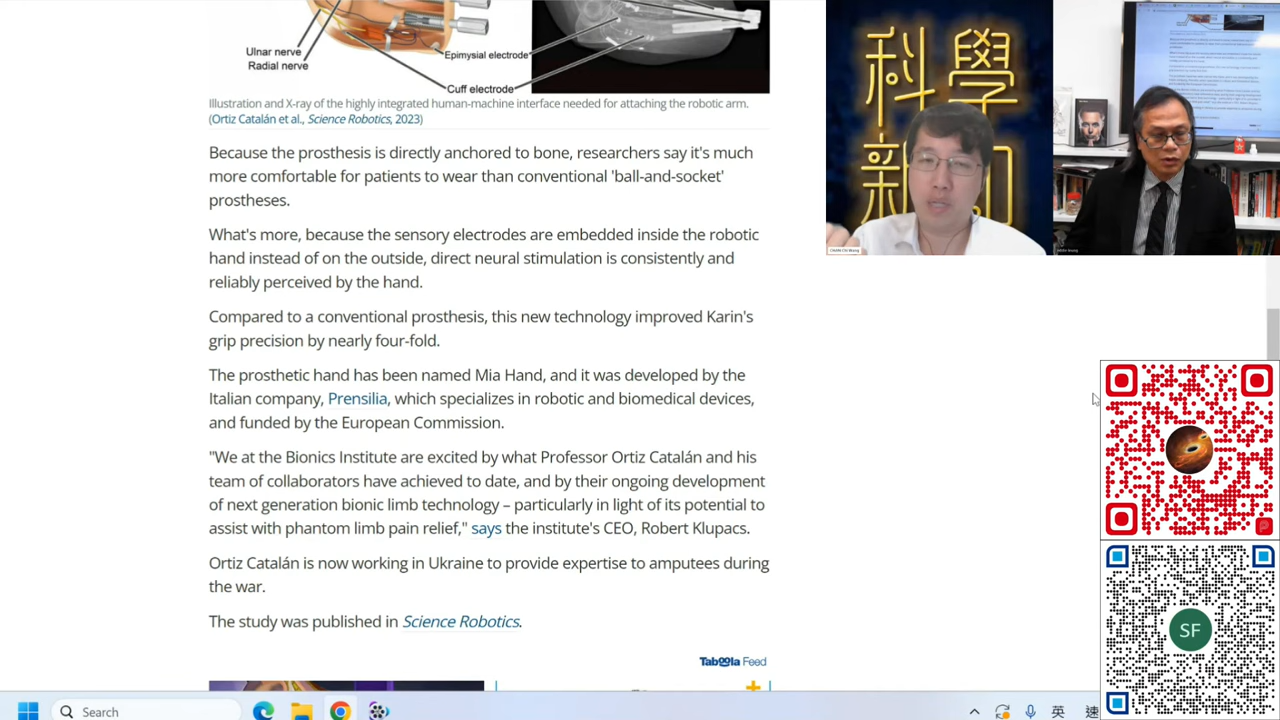 Ulnar nerve
Radial nerve
Epimysial electrode
Cuff electrode
Illustration and X-ray of the highly integrated human-machine interface needed for attaching the robotic arm.
(Ortiz Catalán et al., Science Robotics, 2023)
Because the prosthesis is directly anchored to bone, researchers say it's much
more comfortable for patients to wear than conventional 'ball-and-socket'
prostheses.
What's more, because the sensory electrodes are embedded inside the robotic
hand instead of on the outside, direct neural stimulation is consistently and
reliably perceived by the hand.
Compared to a conventional prosthesis, this new technology improved Karin's
grip precision by nearly four-fold.
The prosthetic hand has been named Mia Hand, and it was developed by the
Italian company, Prensilia, which specializes in robotic and biomedical devices,
and funded by the European Commission.
"We at the Bionics Institute are excited by what Professor Ortiz Catalán and his
team of collaborators have achieved to date, and by their ongoing development
of next generation bionic limb technology – particularly in light of its potential to
assist with phantom limb pain relief," says the institute's CEO, Robert Klupacs.
Ortiz Catalán is now working in Ukraine to provide expertise to amputees during
the war.
The study was published in Science Robotics.
Taboola Feed
科學
新
SF
Search
英
速